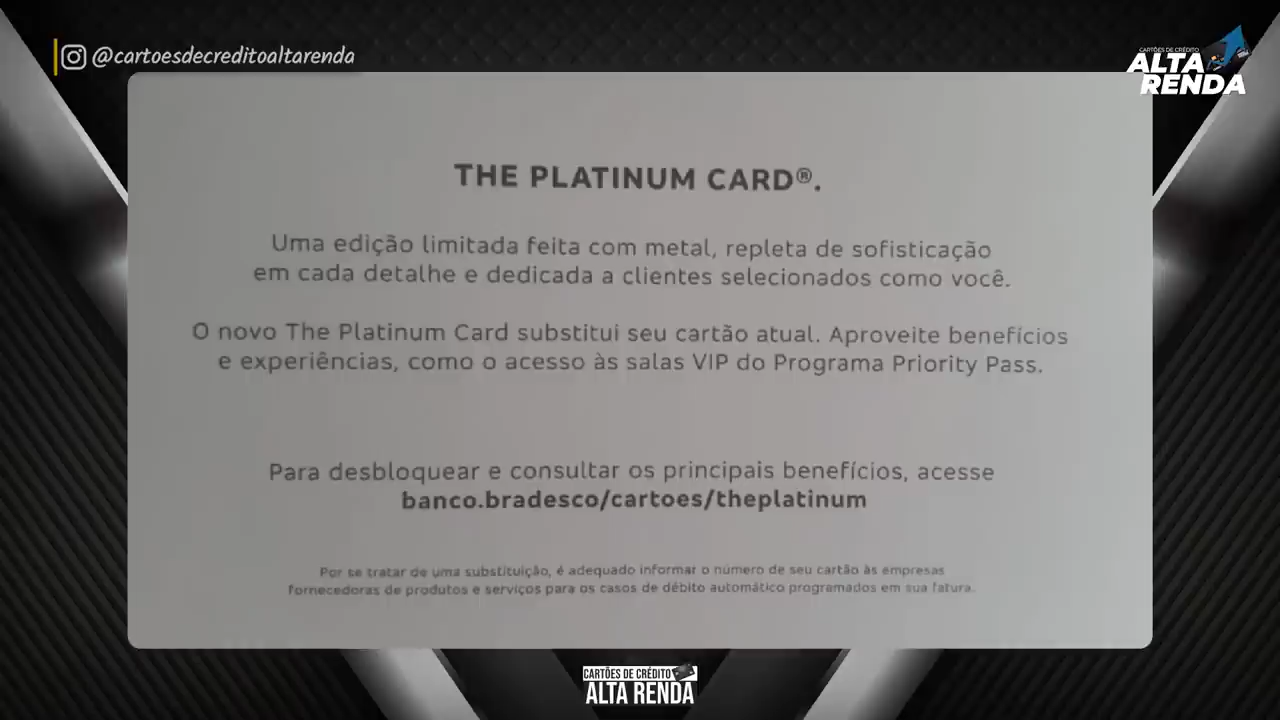 @cartoesdecreditoaltarenda
CARTÕES DE CRÉDITO
ALTA
RENDA
THE PLATINUM CARD®.
Uma edição limitada feita com metal, repleta de sofisticação
em cada detalhe e dedicada a clientes selecionados como você.
O novo The Platinum Card substitui seu cartão atual. Aproveite benefícios
e experiências, como o acesso às salas VIP do Programa Priority Pass.
Para desbloquear e consultar os principais benefícios, acesse
banco.bradesco/cartoes/theplatinum
Por se tratar de uma substituição, é adequado informar o número de seu cartão às empresas
fornecedoras de produtos e serviços para os casos de débito automático programados em sua fatura.
CARTÕES DE CRÉDITO
ALTA RENDA